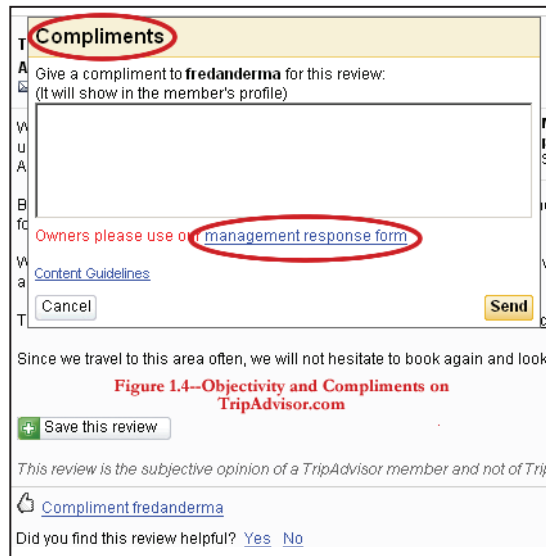 Compliments
T
A
Give a compliment to fredanderma for this review:
(It will show in the member's profile)
W
u
A
B
fo
Owners please use our management response form
W
a
Content Guidelines
Cancel
Send
T
Since we travel to this area often, we will not hesitate to book again and look
Figure 1.4--Objectivity and Compliments on
TripAdvisor.com
Save this review
This review is the subjective opinion of a TripAdvisor member and not of Trip
Compliment fredanderma
Did you find this review helpful? Yes No